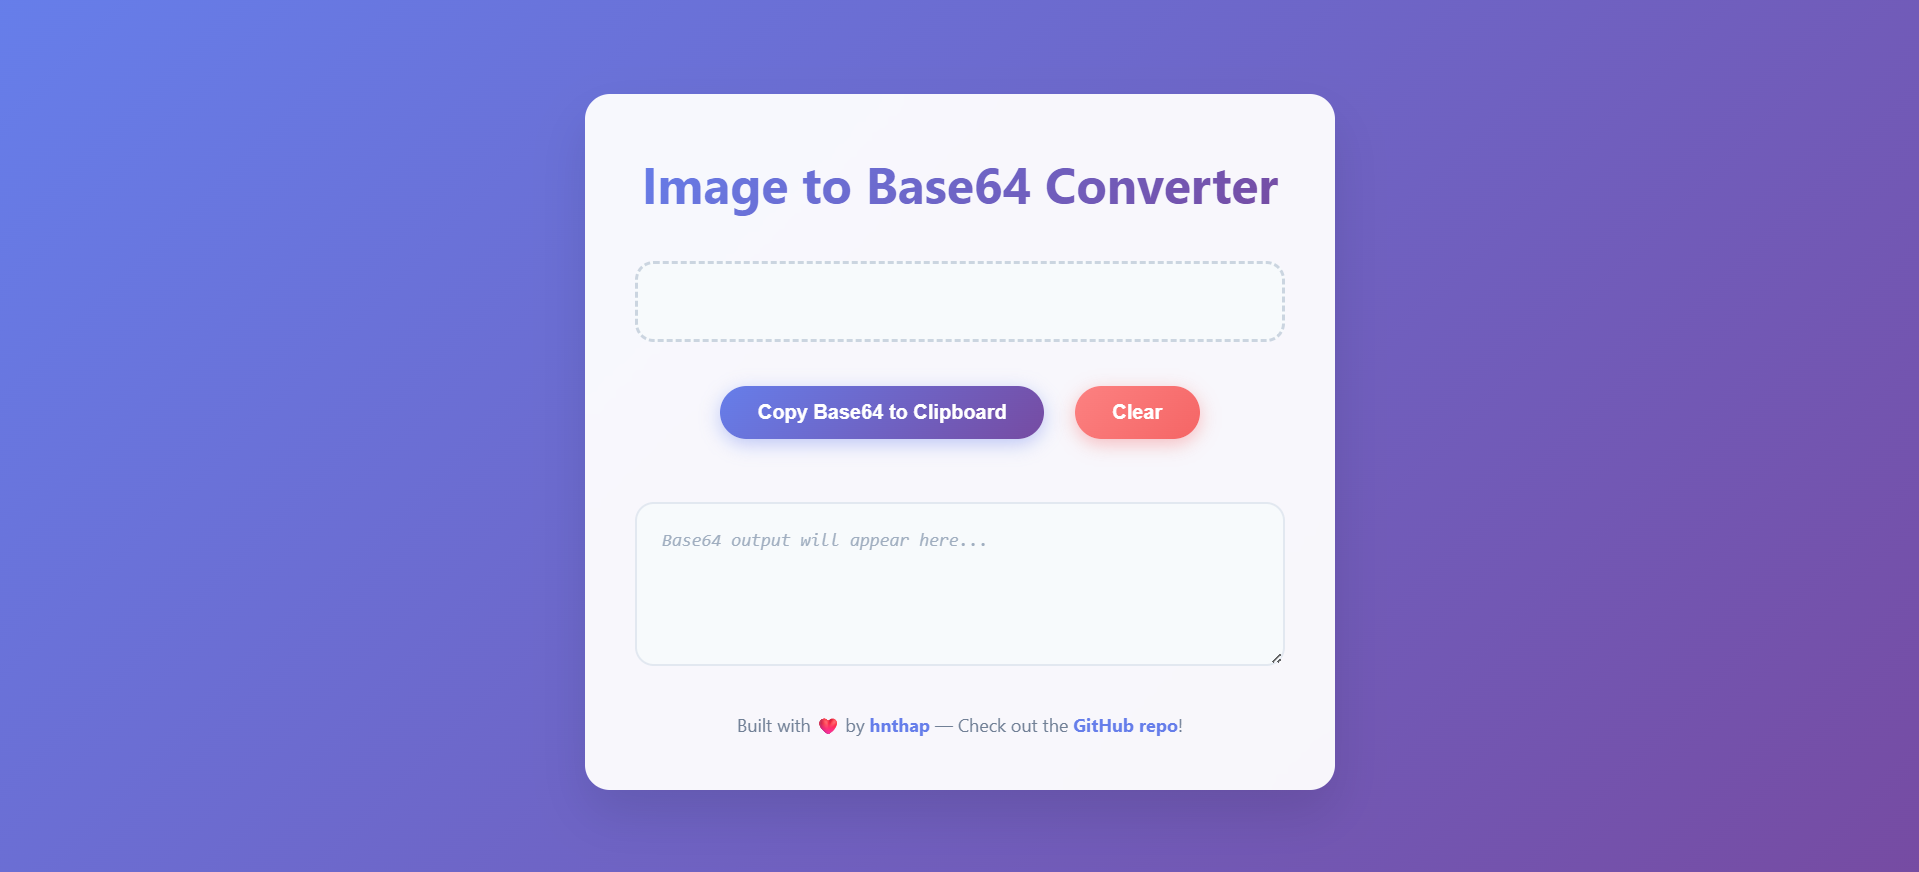 Image to Base64 Converter
Copy Base64 to Clipboard
Clear
Base64 output will appear here...
Built with ❤️ by hnthap — Check out the GitHub repo!